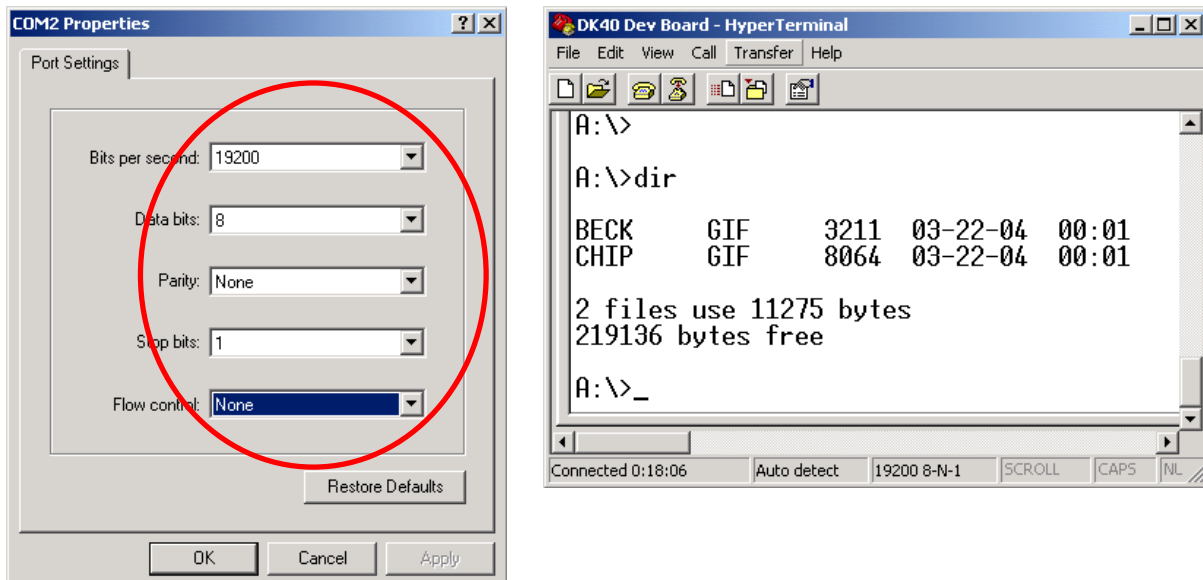 COM2 Properties
Port Settings
Bits per second: 19200
Data bits: 8
Parity: None
Stop bits: 1
Flow control: None
Restore Defaults
OK Cancel Apply
DK40 Dev Board - HyperTerminal
File Edit View Call Transfer Help
A:\>
A:\>dir
BECK GIF 3211 03-22-04 00:01
CHIP GIF 8064 03-22-04 00:01
2 files use 11275 bytes
219136 bytes free
A:\>_
Connected 0:18:06 Auto detect 19200 8-N-1 SCROLL CAPS NL